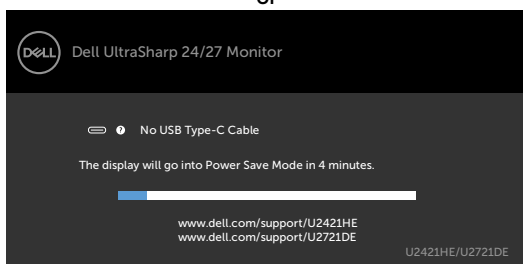 or
DELL
Dell UltraSharp 24/27 Monitor
? No USB Type-C Cable
The display will go into Power Save Mode in 4 minutes.
www.dell.com/support/U2421HE
www.dell.com/support/U2721DE
U2421HE/U2721DE